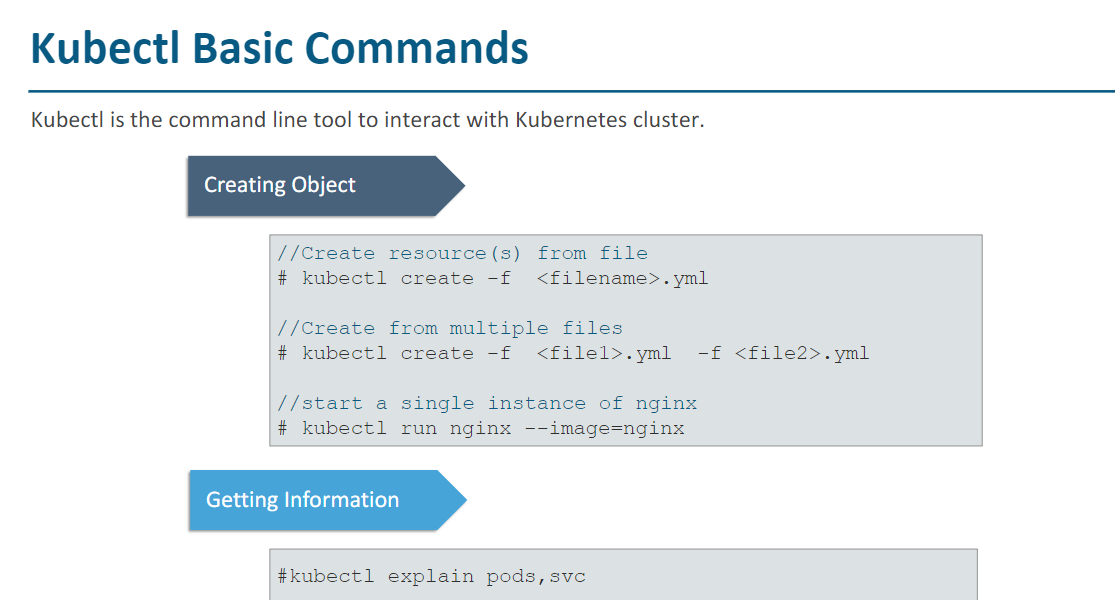 Kubectl Basic Commands
Kubectl is the command line tool to interact with Kubernetes cluster.
Creating Object
//Create resource(s) from file
# kubectl create -f  <filename>.yml
//Create from multiple files
# kubectl create -f  <file1>.yml  -f <file2>.yml
//start a single instance of nginx
# kubectl run nginx --image=nginx
Getting Information
#kubectl explain pods,svc